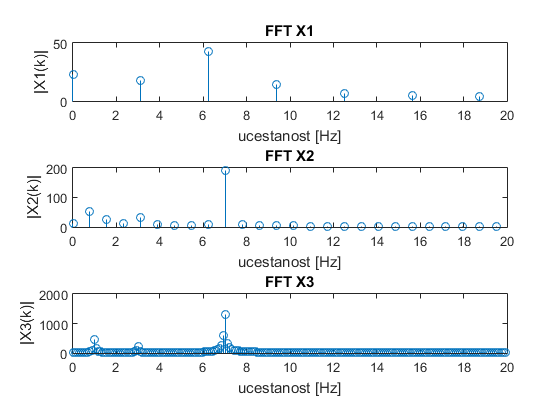 FFT X1
50
0
|X1(k)|
0 2 4 6 8 10 12 14 16 18 20
ucestanost [Hz]
FFT X2
200
100
0
|X2(k)|
0 2 4 6 8 10 12 14 16 18 20
ucestanost [Hz]
FFT X3
2000
1000
0
|X3(k)|
0 2 4 6 8 10 12 14 16 18 20
ucestanost [Hz]